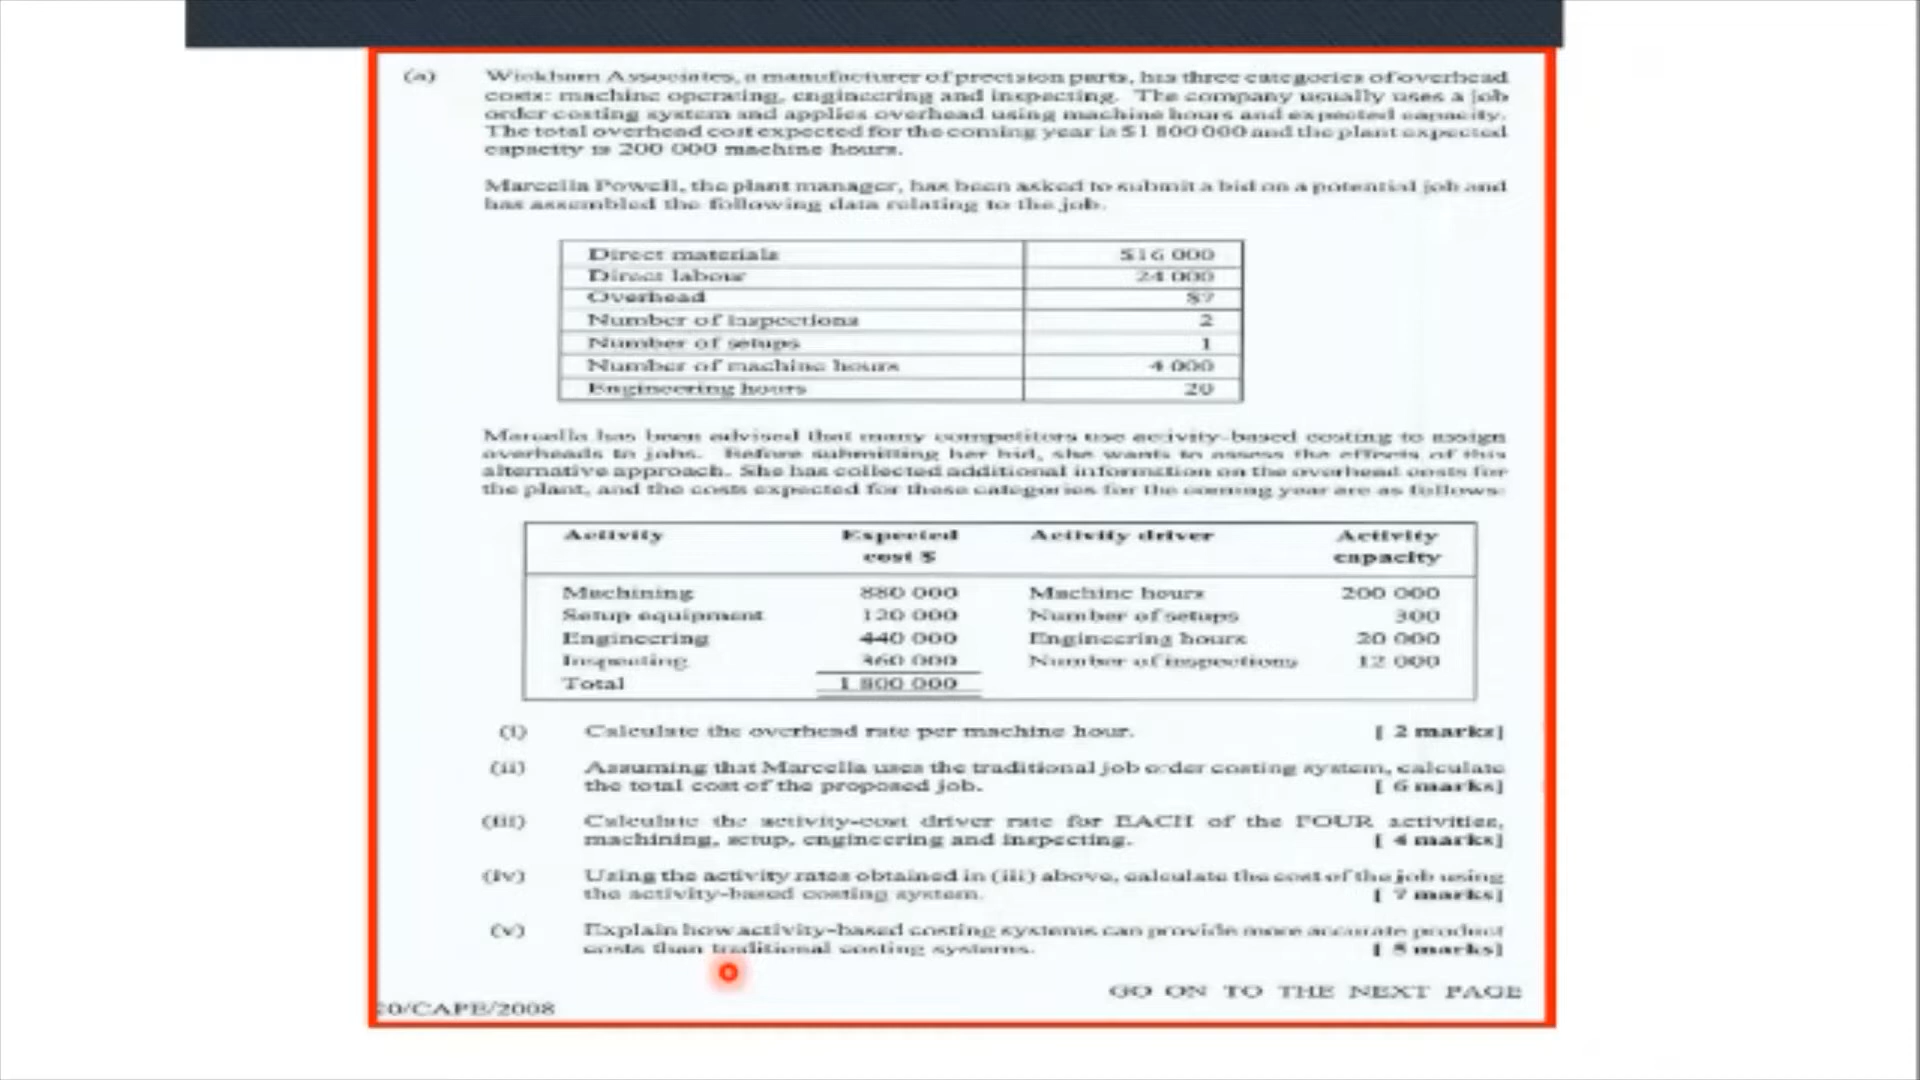 (a) Wickham Associates, a manufacturer of precision parts, has three categories of overhead
costs: machine operating, engineering and inspecting. The company usually uses a job
order costing system and applies overhead using machine hours and expected capacity.
The total overhead cost expected for the coming year is $1 800 000 and the plant expected
capacity is 200 000 machine hours.
Marcella Powell, the plant manager, has been asked to submit a bid on a potential job and
has assembled the following data relating to the job.
Direct materials $16 000
Direct labour 24 000
Overhead $?
Number of inspections 2
Number of setups 1
Number of machine hours 4 000
Engineering hours 20
Marcella has been advised that many competitors use activity-based costing to assign
overheads to jobs. Before submitting her bid, she wants to assess the effects of this
alternative approach. She has collected additional information on the overhead costs for
the plant, and the costs expected for these categories for the coming year are as follows:
Activity Expected Activity driver Activity
cost $ capacity
Machining 880 000 Machine hours 200 000
Setup equipment 120 000 Number of setups 300
Engineering 440 000 Engineering hours 20 000
Inspecting 360 000 Number of inspections 12 000
Total 1 800 000
(i) Calculate the overhead rate per machine hour. [ 2 marks]
(ii) Assuming that Marcella uses the traditional job order costing system, calculate
the total cost of the proposed job. [ 6 marks]
(iii) Calculate the activity-cost driver rate for EACH of the FOUR activities,
machining, setup, engineering and inspecting. [ 4 marks]
(iv) Using the activity rates obtained in (iii) above, calculate the cost of the job using
the activity-based costing system. [ 7 marks]
(v) Explain how activity-based costing systems can provide more accurate product
costs than traditional costing systems. [ 5 marks]
GO ON TO THE NEXT PAGE
20/CAPE/2008